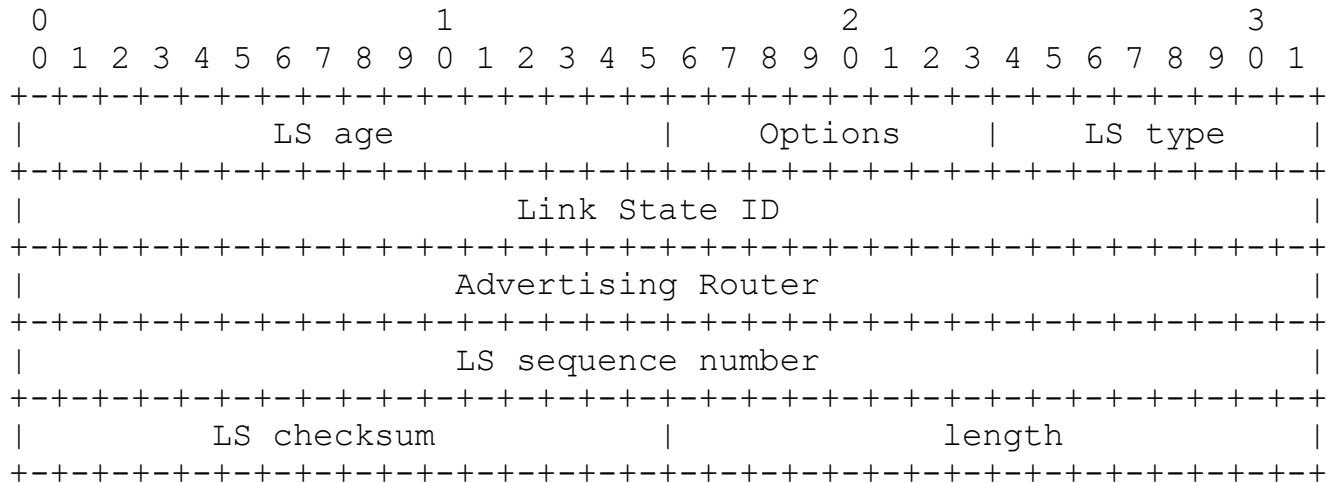 0                   1                   2                   3
 0 1 2 3 4 5 6 7 8 9 0 1 2 3 4 5 6 7 8 9 0 1 2 3 4 5 6 7 8 9 0 1
+-+-+-+-+-+-+-+-+-+-+-+-+-+-+-+-+-+-+-+-+-+-+-+-+-+-+-+-+-+-+-+-+
|            LS age             |    Options    |    LS type    |
+-+-+-+-+-+-+-+-+-+-+-+-+-+-+-+-+-+-+-+-+-+-+-+-+-+-+-+-+-+-+-+-+
|                        Link State ID                          |
+-+-+-+-+-+-+-+-+-+-+-+-+-+-+-+-+-+-+-+-+-+-+-+-+-+-+-+-+-+-+-+-+
|                     Advertising Router                        |
+-+-+-+-+-+-+-+-+-+-+-+-+-+-+-+-+-+-+-+-+-+-+-+-+-+-+-+-+-+-+-+-+
|                     LS sequence number                        |
+-+-+-+-+-+-+-+-+-+-+-+-+-+-+-+-+-+-+-+-+-+-+-+-+-+-+-+-+-+-+-+-+
|         LS checksum           |             length            |
+-+-+-+-+-+-+-+-+-+-+-+-+-+-+-+-+-+-+-+-+-+-+-+-+-+-+-+-+-+-+-+-+